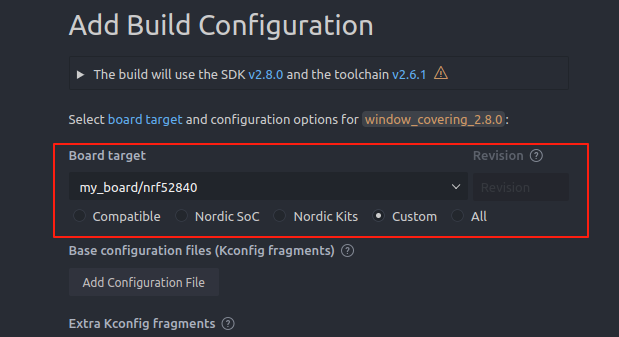 Add Build Configuration
The build will use the SDK v2.8.0 and the toolchain v2.6.1
Select board target and configuration options for window_covering_2.8.0:
Board target Revision ?
my_board/nrf52840 Revision
Compatible Nordic SoC Nordic Kits Custom All
Base configuration files (Kconfig fragments) ?
Add Configuration File
Extra Kconfig fragments ?